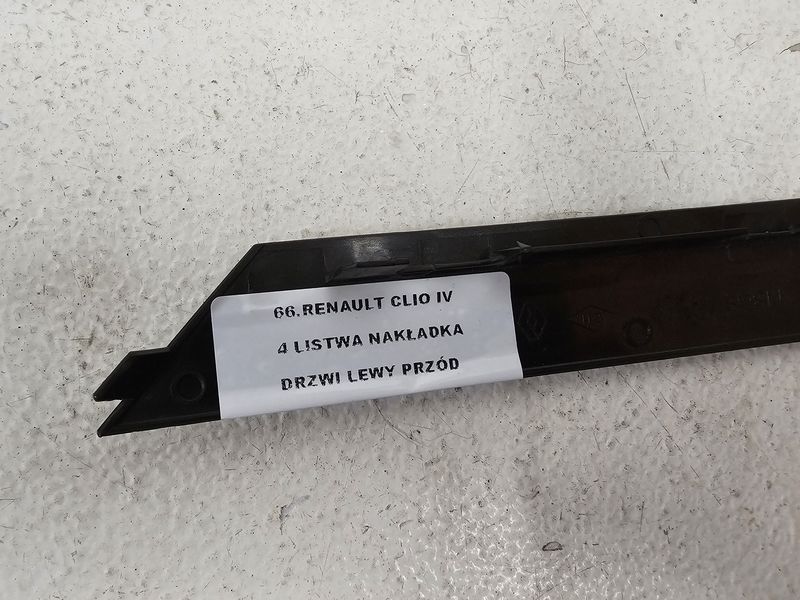 66.RENAULT CLIO IV
4 LISTWA NAKŁADKA
DRZWI LEWY PRZÓD